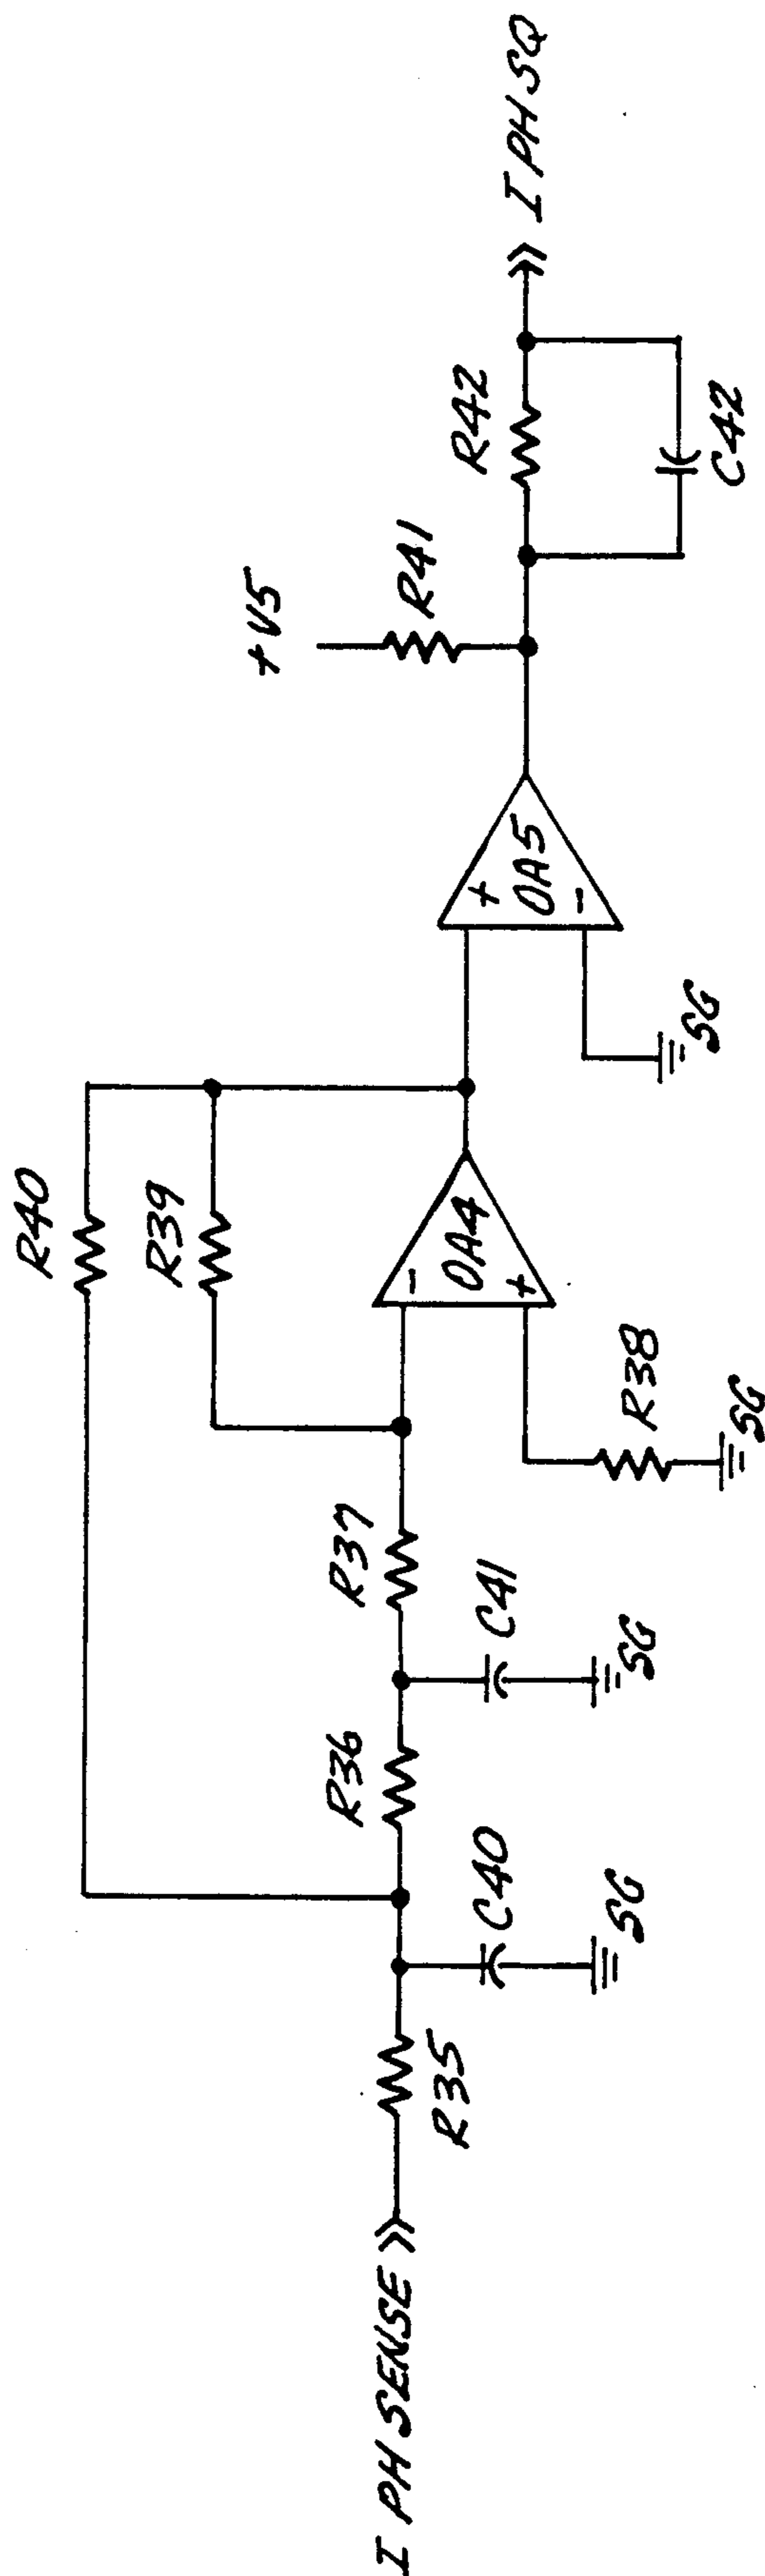 I PH SENSE
R35
C40
SG
R36
C41
SG
R37
R38
SG
R40
R39
-
OA4
+
+
OA5
-
SG
+V5
R41
R42
C42
I PH SQ